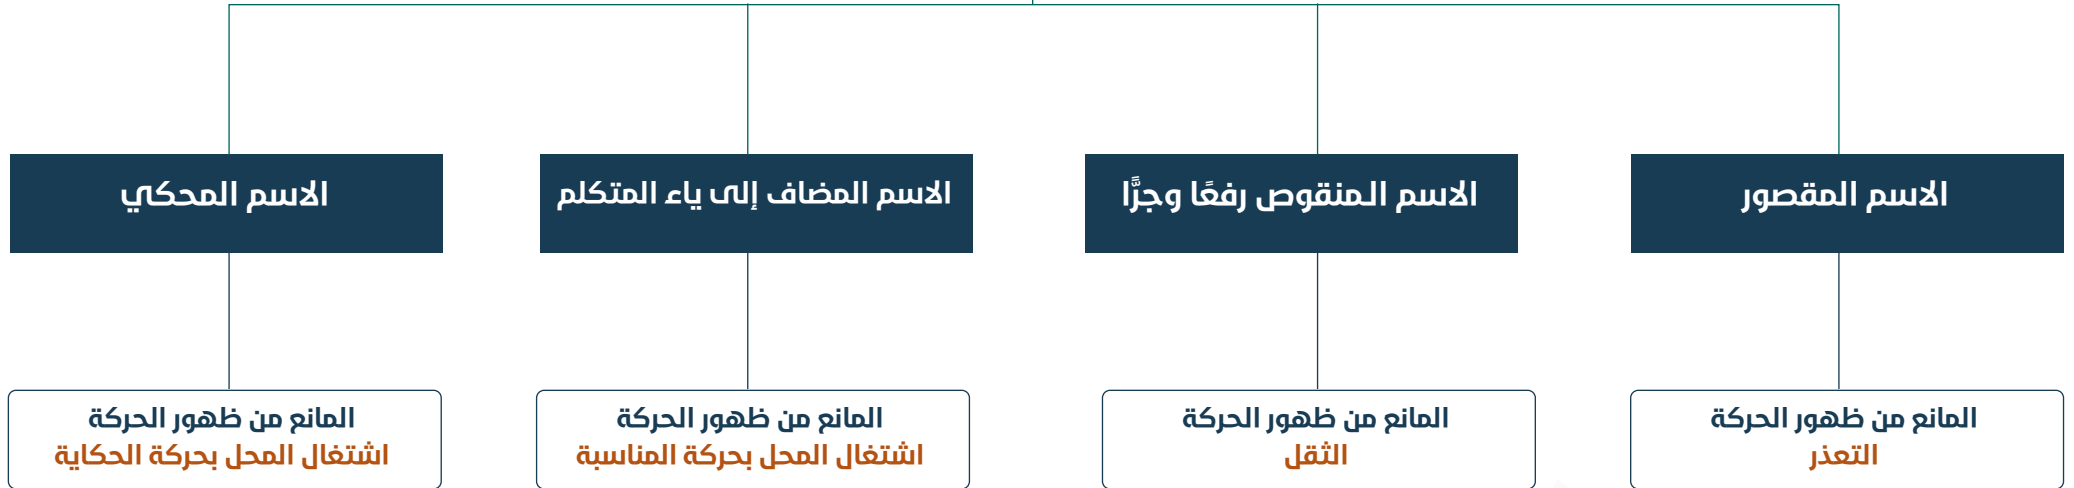 الاسم المقصور
الاسم المنقوص رفعًا وجرًّا
الاسم المضاف إلى ياء المتكلم
الاسم المحكي
المانع من ظهور الحركة
التعذر
المانع من ظهور الحركة
الثقل
المانع من ظهور الحركة
اشتغال المحل بحركة المناسبة
المانع من ظهور الحركة
اشتغال المحل بحركة الحكاية